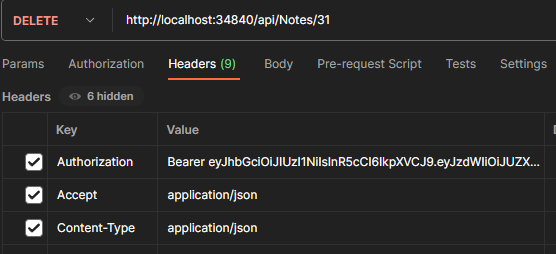 DELETE http://localhost:34840/api/Notes/31
Params Authorization Headers (9) Body Pre-request Script Tests Settings
Headers 6 hidden
Key Value
Authorization Bearer eyJhbGciOiJIUzI1NiIsInR5cCI6IkpXVCJ9.eyJzdWIiOiJUZX...
Accept application/json
Content-Type application/json